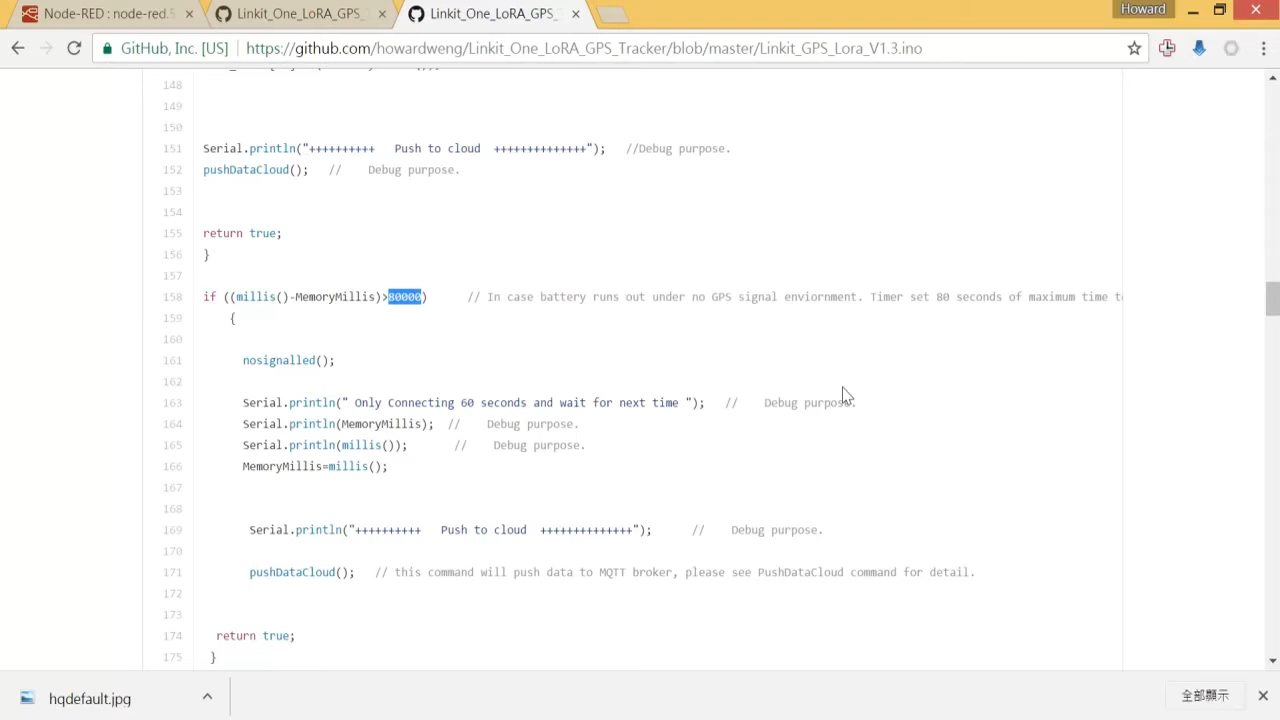 Node-RED : node-red.5
Linkit_One_LoRA_GPS_
Linkit_One_LoRA_GPS_
Howard
GitHub, Inc. [US]
https://github.com/howardweng/Linkit_One_LoRA_GPS_Tracker/blob/master/Linkit_GPS_Lora_V1.3.ino
148
149
150
151 Serial.println("++++++++++   Push to cloud  ++++++++++++++");   //Debug purpose.
152 pushDataCloud();   //    Debug purpose.
153
154
155 return true;
156 }
157
158 if ((millis()-MemoryMillis)>80000)      // In case battery runs out under no GPS signal enviornment. Timer set 80 seconds of maximum time
159     {
160
161       nosignalled();
162
163       Serial.println(" Only Connecting 60 seconds and wait for next time ");   //    Debug purpose.
164       Serial.println(MemoryMillis);  //    Debug purpose.
165       Serial.println(millis());       //    Debug purpose.
166       MemoryMillis=millis();
167
168
169        Serial.println("++++++++++   Push to cloud  ++++++++++++++");      //    Debug purpose.
170
171        pushDataCloud();   // this command will push data to MQTT broker, please see PushDataCloud command for detail.
172
173
174   return true;
175  }
hqdefault.jpg
全部顯示